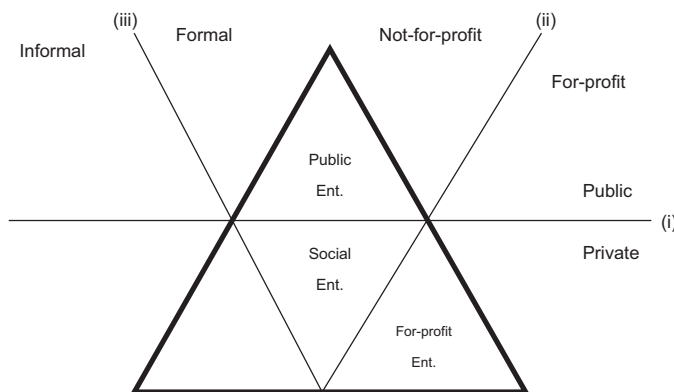 (iii)
Formal
Not-for-profit
(ii)
Informal
For-profit
Public
Ent.
Public
(i)
Social
Ent.
Private
For-profit
Ent.